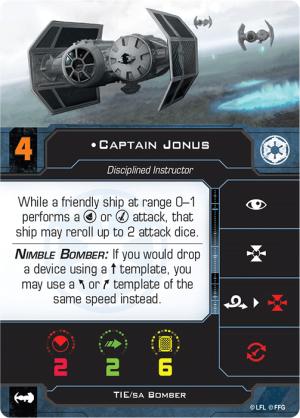 4
•Captain Jonus
Disciplined Instructor
While a friendly ship at range 0–1
performs a or attack, that
ship may reroll up to 2 attack dice.
Nimble Bomber: If you would drop
a device using a template, you
may use a or template of the
same speed instead.
2 2 6
TIE/sa Bomber
© LFL © FFG